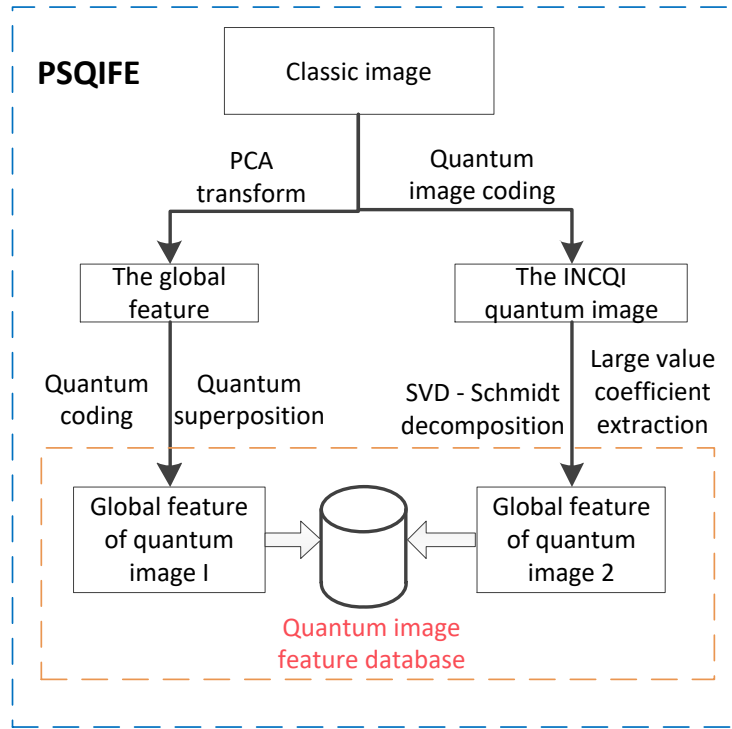 PSQIFE
Classic image
PCA
transform
Quantum
image coding
The global
feature
The INCQI
quantum image
Quantum
coding
Quantum
superposition
SVD - Schmidt
decomposition
Large value
coefficient
extraction
Global feature
of quantum
image I
Global feature
of quantum
image 2
Quantum image
feature database